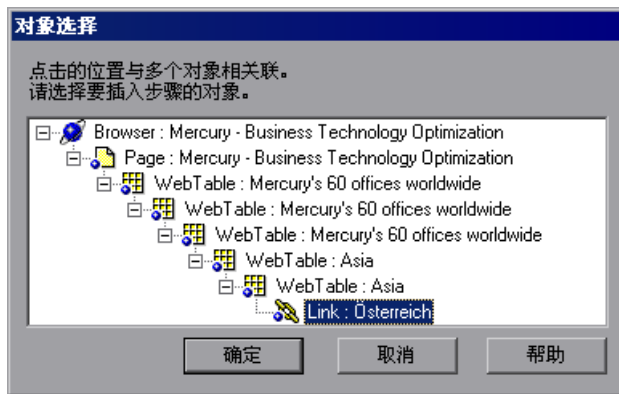 对象选择
点击的位置与多个对象相关联。
请选择要插入步骤的对象。
Browser : Mercury - Business Technology Optimization
Page : Mercury - Business Technology Optimization
WebTable : Mercury's 60 offices worldwide
WebTable : Mercury's 60 offices worldwide
WebTable : Mercury's 60 offices worldwide
WebTable : Asia
WebTable : Asia
Link : Österreich
确定 取消 帮助